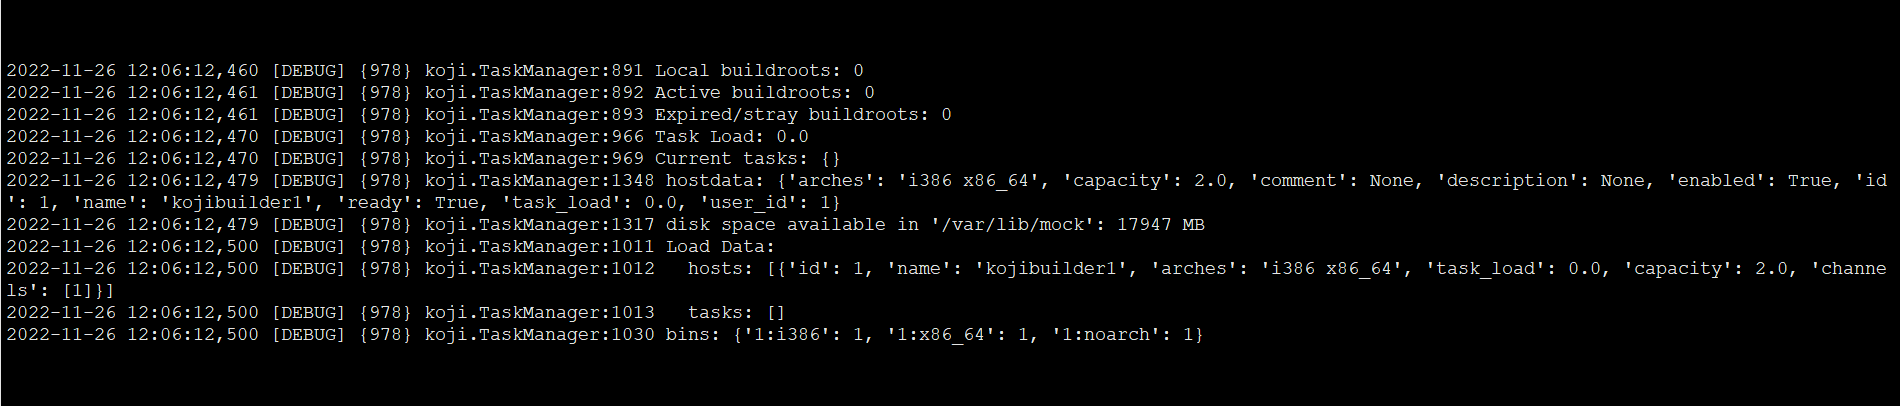 2022-11-26 12:06:12,460 [DEBUG] {978} koji.TaskManager:891 Local buildroots: 0
2022-11-26 12:06:12,461 [DEBUG] {978} koji.TaskManager:892 Active buildroots: 0
2022-11-26 12:06:12,461 [DEBUG] {978} koji.TaskManager:893 Expired/stray buildroots: 0
2022-11-26 12:06:12,470 [DEBUG] {978} koji.TaskManager:966 Task Load: 0.0
2022-11-26 12:06:12,470 [DEBUG] {978} koji.TaskManager:969 Current tasks: {}
2022-11-26 12:06:12,479 [DEBUG] {978} koji.TaskManager:1348 hostdata: {'arches': 'i386 x86_64', 'capacity': 2.0, 'comment': None, 'description': None, 'enabled': True, 'id
': 1, 'name': 'kojibuilder1', 'ready': True, 'task_load': 0.0, 'user_id': 1}
2022-11-26 12:06:12,479 [DEBUG] {978} koji.TaskManager:1317 disk space available in '/var/lib/mock': 17947 MB
2022-11-26 12:06:12,500 [DEBUG] {978} koji.TaskManager:1011 Load Data:
2022-11-26 12:06:12,500 [DEBUG] {978} koji.TaskManager:1012   hosts: [{'id': 1, 'name': 'kojibuilder1', 'arches': 'i386 x86_64', 'task_load': 0.0, 'capacity': 2.0, 'channe
ls': [1]}]
2022-11-26 12:06:12,500 [DEBUG] {978} koji.TaskManager:1013   tasks: []
2022-11-26 12:06:12,500 [DEBUG] {978} koji.TaskManager:1030 bins: {'1:i386': 1, '1:x86_64': 1, '1:noarch': 1}